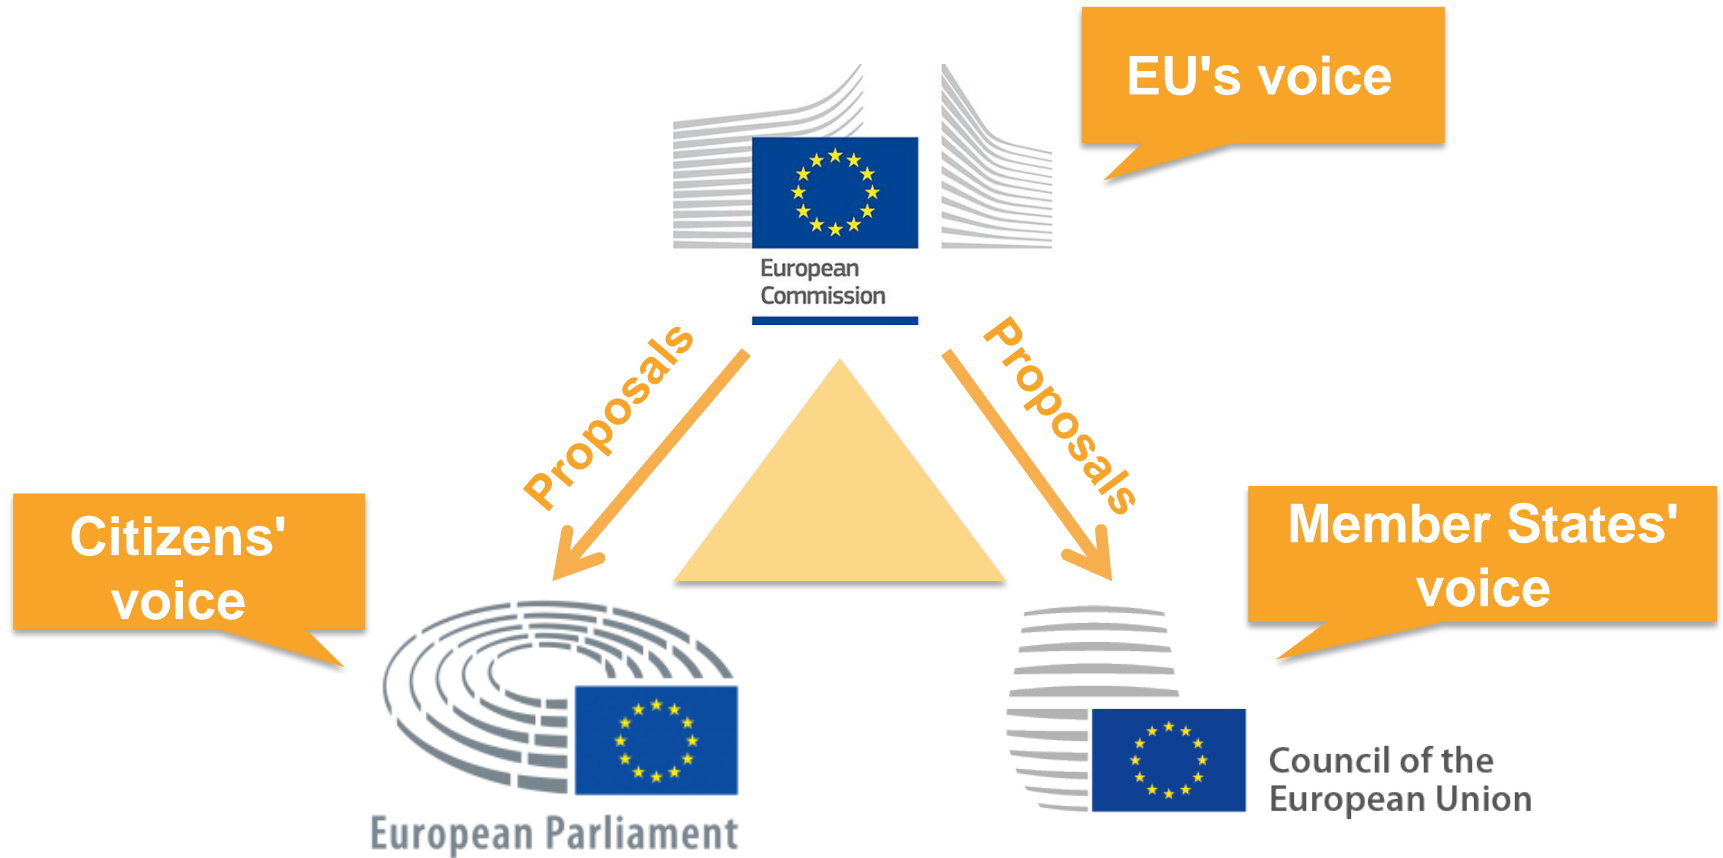 EU's voice
European
Commission
Proposals
Proposals
Citizens'
voice
Member States'
voice
European Parliament
Council of the
European Union